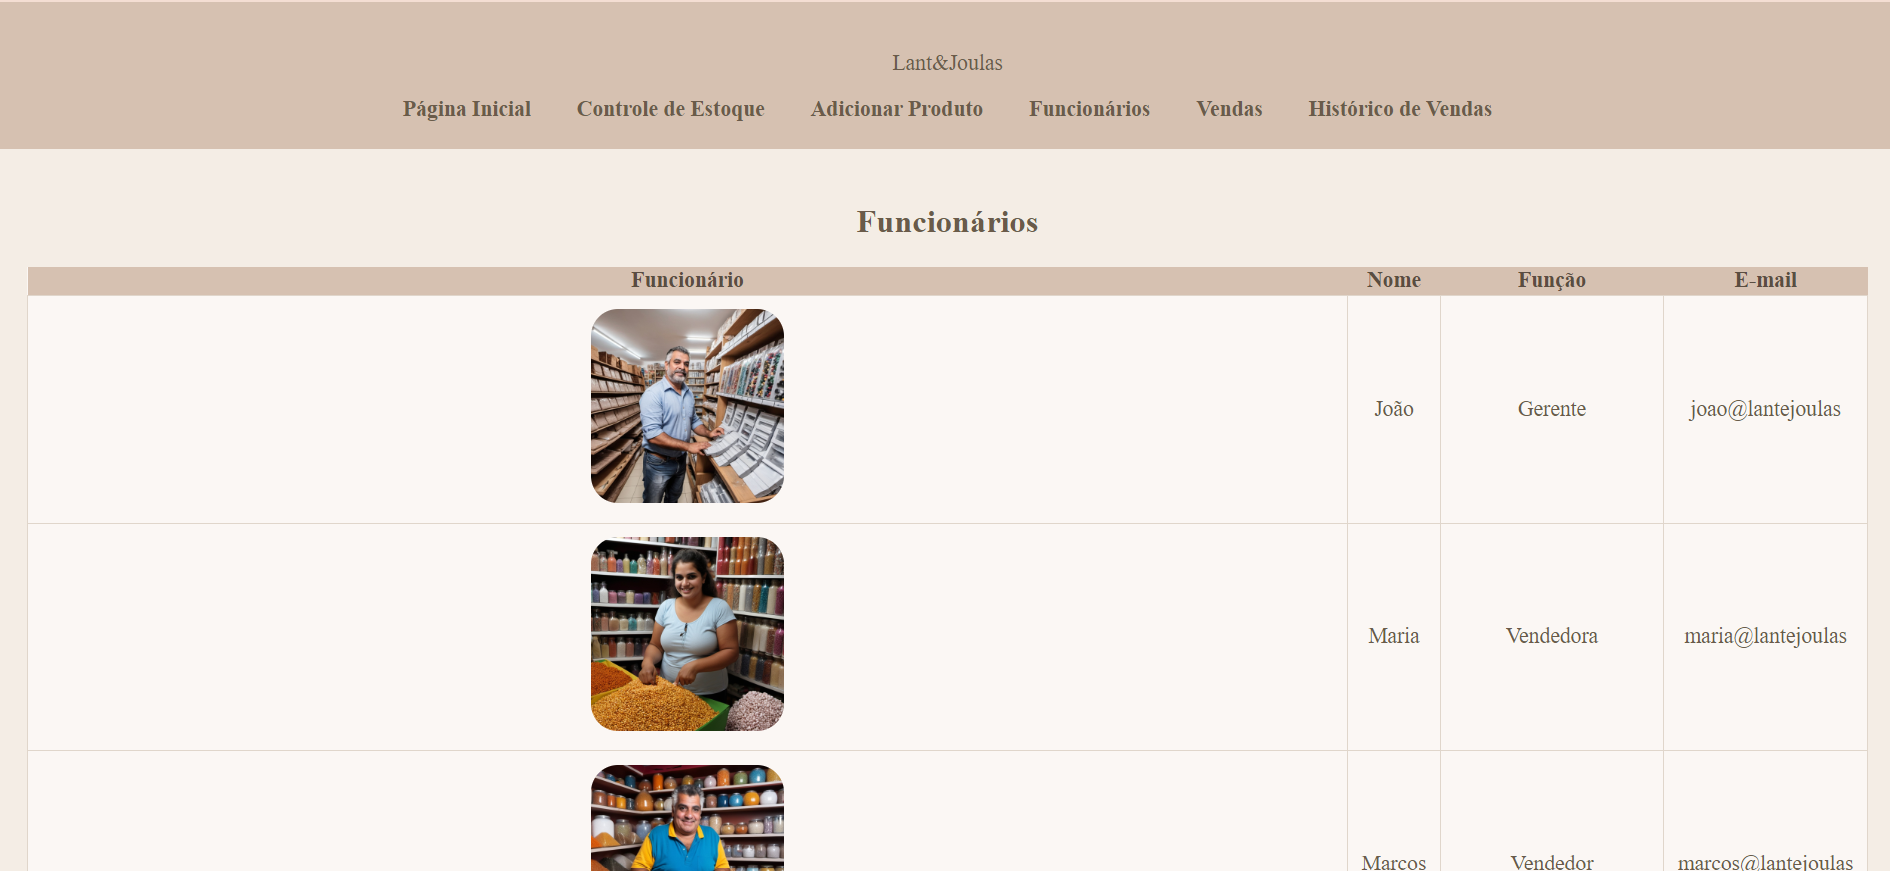 Lant&Joulas
Página Inicial Controle de Estoque Adicionar Produto Funcionários Vendas Histórico de Vendas
Funcionários
Funcionário Nome Função E-mail
João Gerente joao@lantejoulas
Maria Vendedora maria@lantejoulas
Marcos Vendedor marcos@lantejoulas